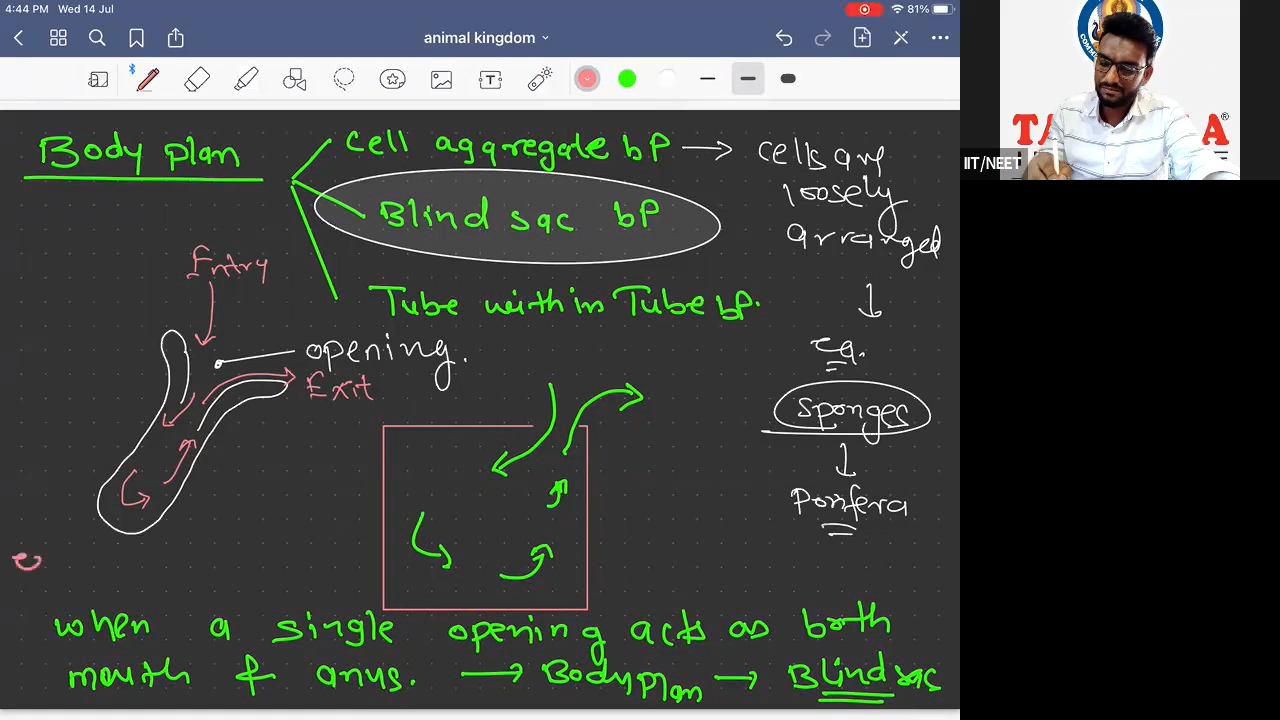 4:44 PM Wed 14 Jul
81%
animal kingdom
Body plan
Cell aggregate bP → cells are
loosely
arranged
Blind sac bP
Tube within Tube bP.
Entry
opening.
Exit
eg.
sponges
Porifera
when a single opening acts as both
mouth & anus. → Body plan → Blind sac
IIT/NEET